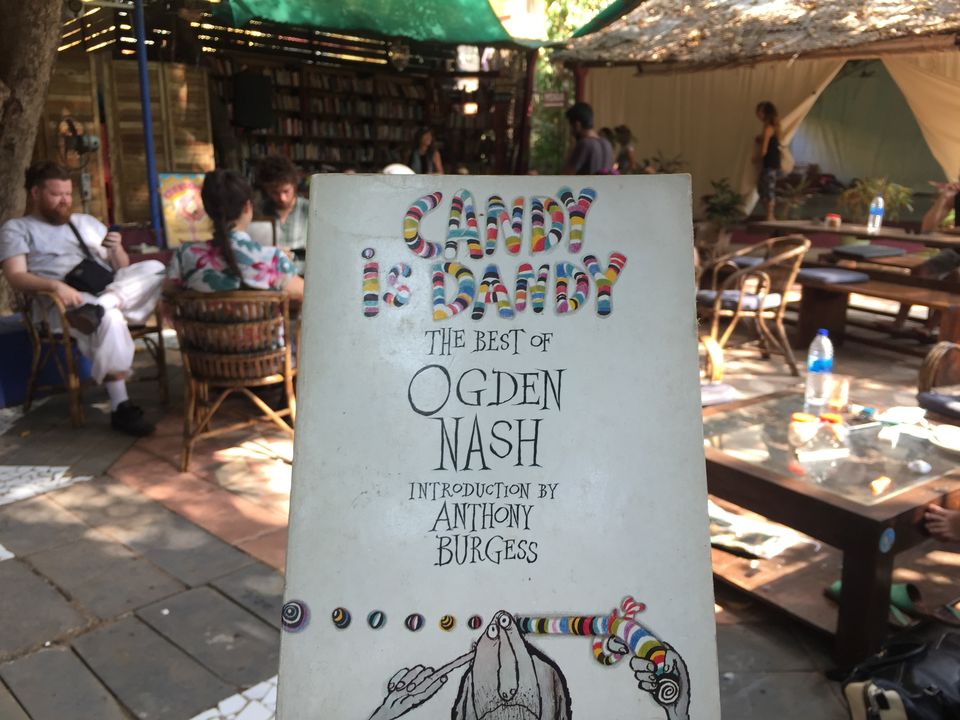 CANDY
is DANDY
THE BEST OF
OGDEN
NASH
INTRODUCTION BY
ANTHONY
BURGESS